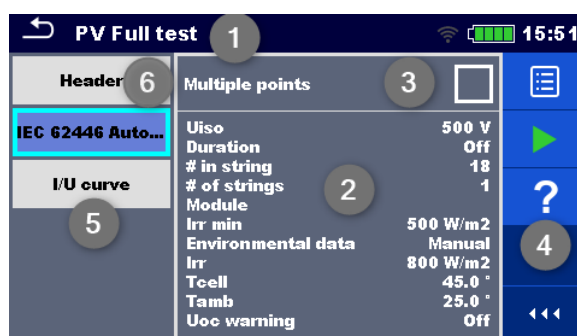 PV Full test 1 15:51
Header 6
IEC 62446 Auto...
I/U curve
5
Multiple points 3
Uiso 500 V
Duration Off
# in string 18
# of strings 1
Module 2
Irr min 500 W/m2
Environmental data Manual
Irr 800 W/m2
Tcell 45.0 °
Tamb 25.0 °
Uoc warning Off
?
4